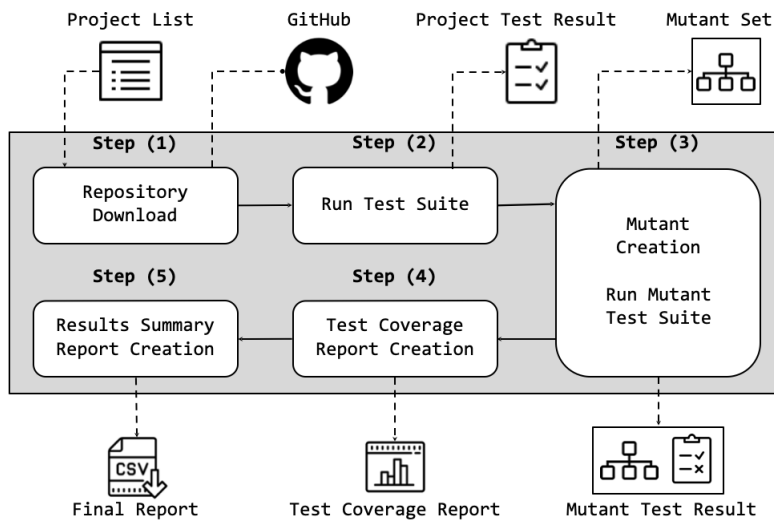 Project List
GitHub
Project Test Result
Mutant Set
Step (1)
Step (2)
Step (3)
Repository
Download
Run Test Suite
Mutant
Creation
Run Mutant
Test Suite
Step (5)
Step (4)
Results Summary
Report Creation
Test Coverage
Report Creation
CSV
Final Report
Test Coverage Report
Mutant Test Result